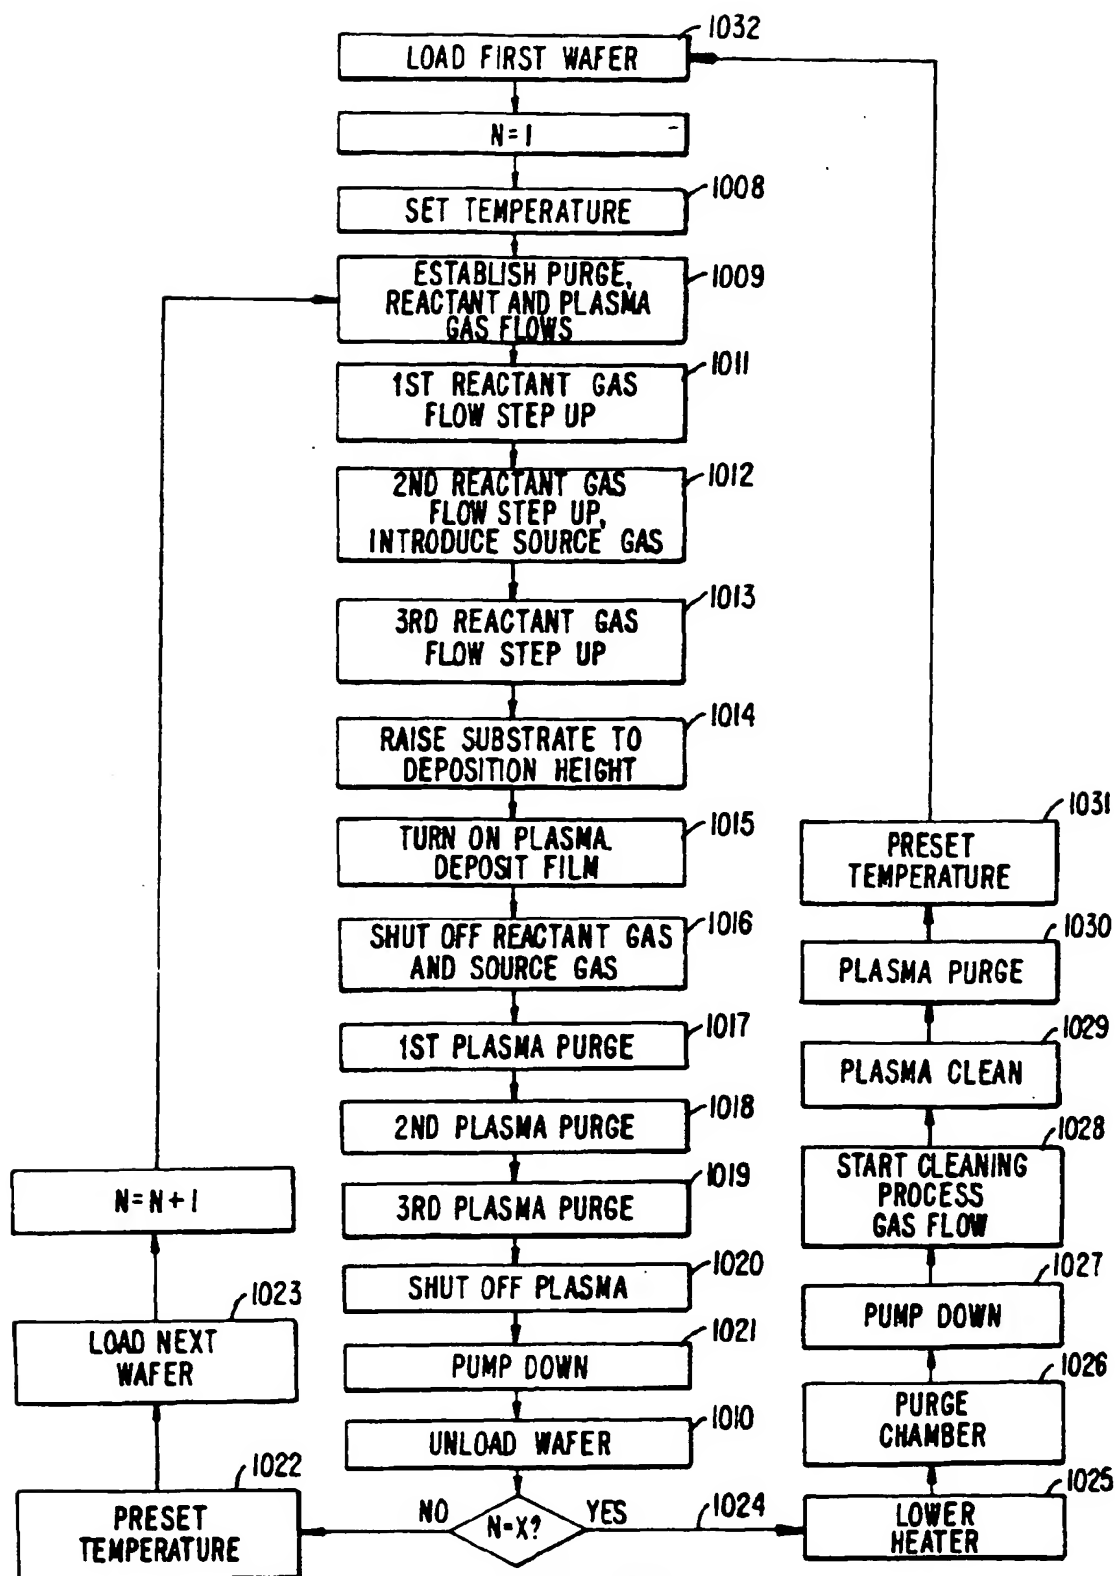 1032
LOAD FIRST WAFER
N=1
1008
SET TEMPERATURE
1009
ESTABLISH PURGE,
REACTANT AND PLASMA
GAS FLOWS
1011
1ST REACTANT GAS
FLOW STEP UP
1012
2ND REACTANT GAS
FLOW STEP UP,
INTRODUCE SOURCE GAS
1013
3RD REACTANT GAS
FLOW STEP UP
1014
RAISE SUBSTRATE TO
DEPOSITION HEIGHT
1015
TURN ON PLASMA.
DEPOSIT FILM
1016
SHUT OFF REACTANT GAS
AND SOURCE GAS
1017
1ST PLASMA PURGE
1018
2ND PLASMA PURGE
1019
3RD PLASMA PURGE
1020
SHUT OFF PLASMA
1021
PUMP DOWN
1010
UNLOAD WAFER
N=X?
NO
YES
1022
PRESET
TEMPERATURE
1023
LOAD NEXT
WAFER
N=N+1
1024
1025
LOWER
HEATER
1026
PURGE
CHAMBER
1027
PUMP DOWN
1028
START CLEANING
PROCESS
GAS FLOW
1029
PLASMA CLEAN
1030
PLASMA PURGE
1031
PRESET
TEMPERATURE